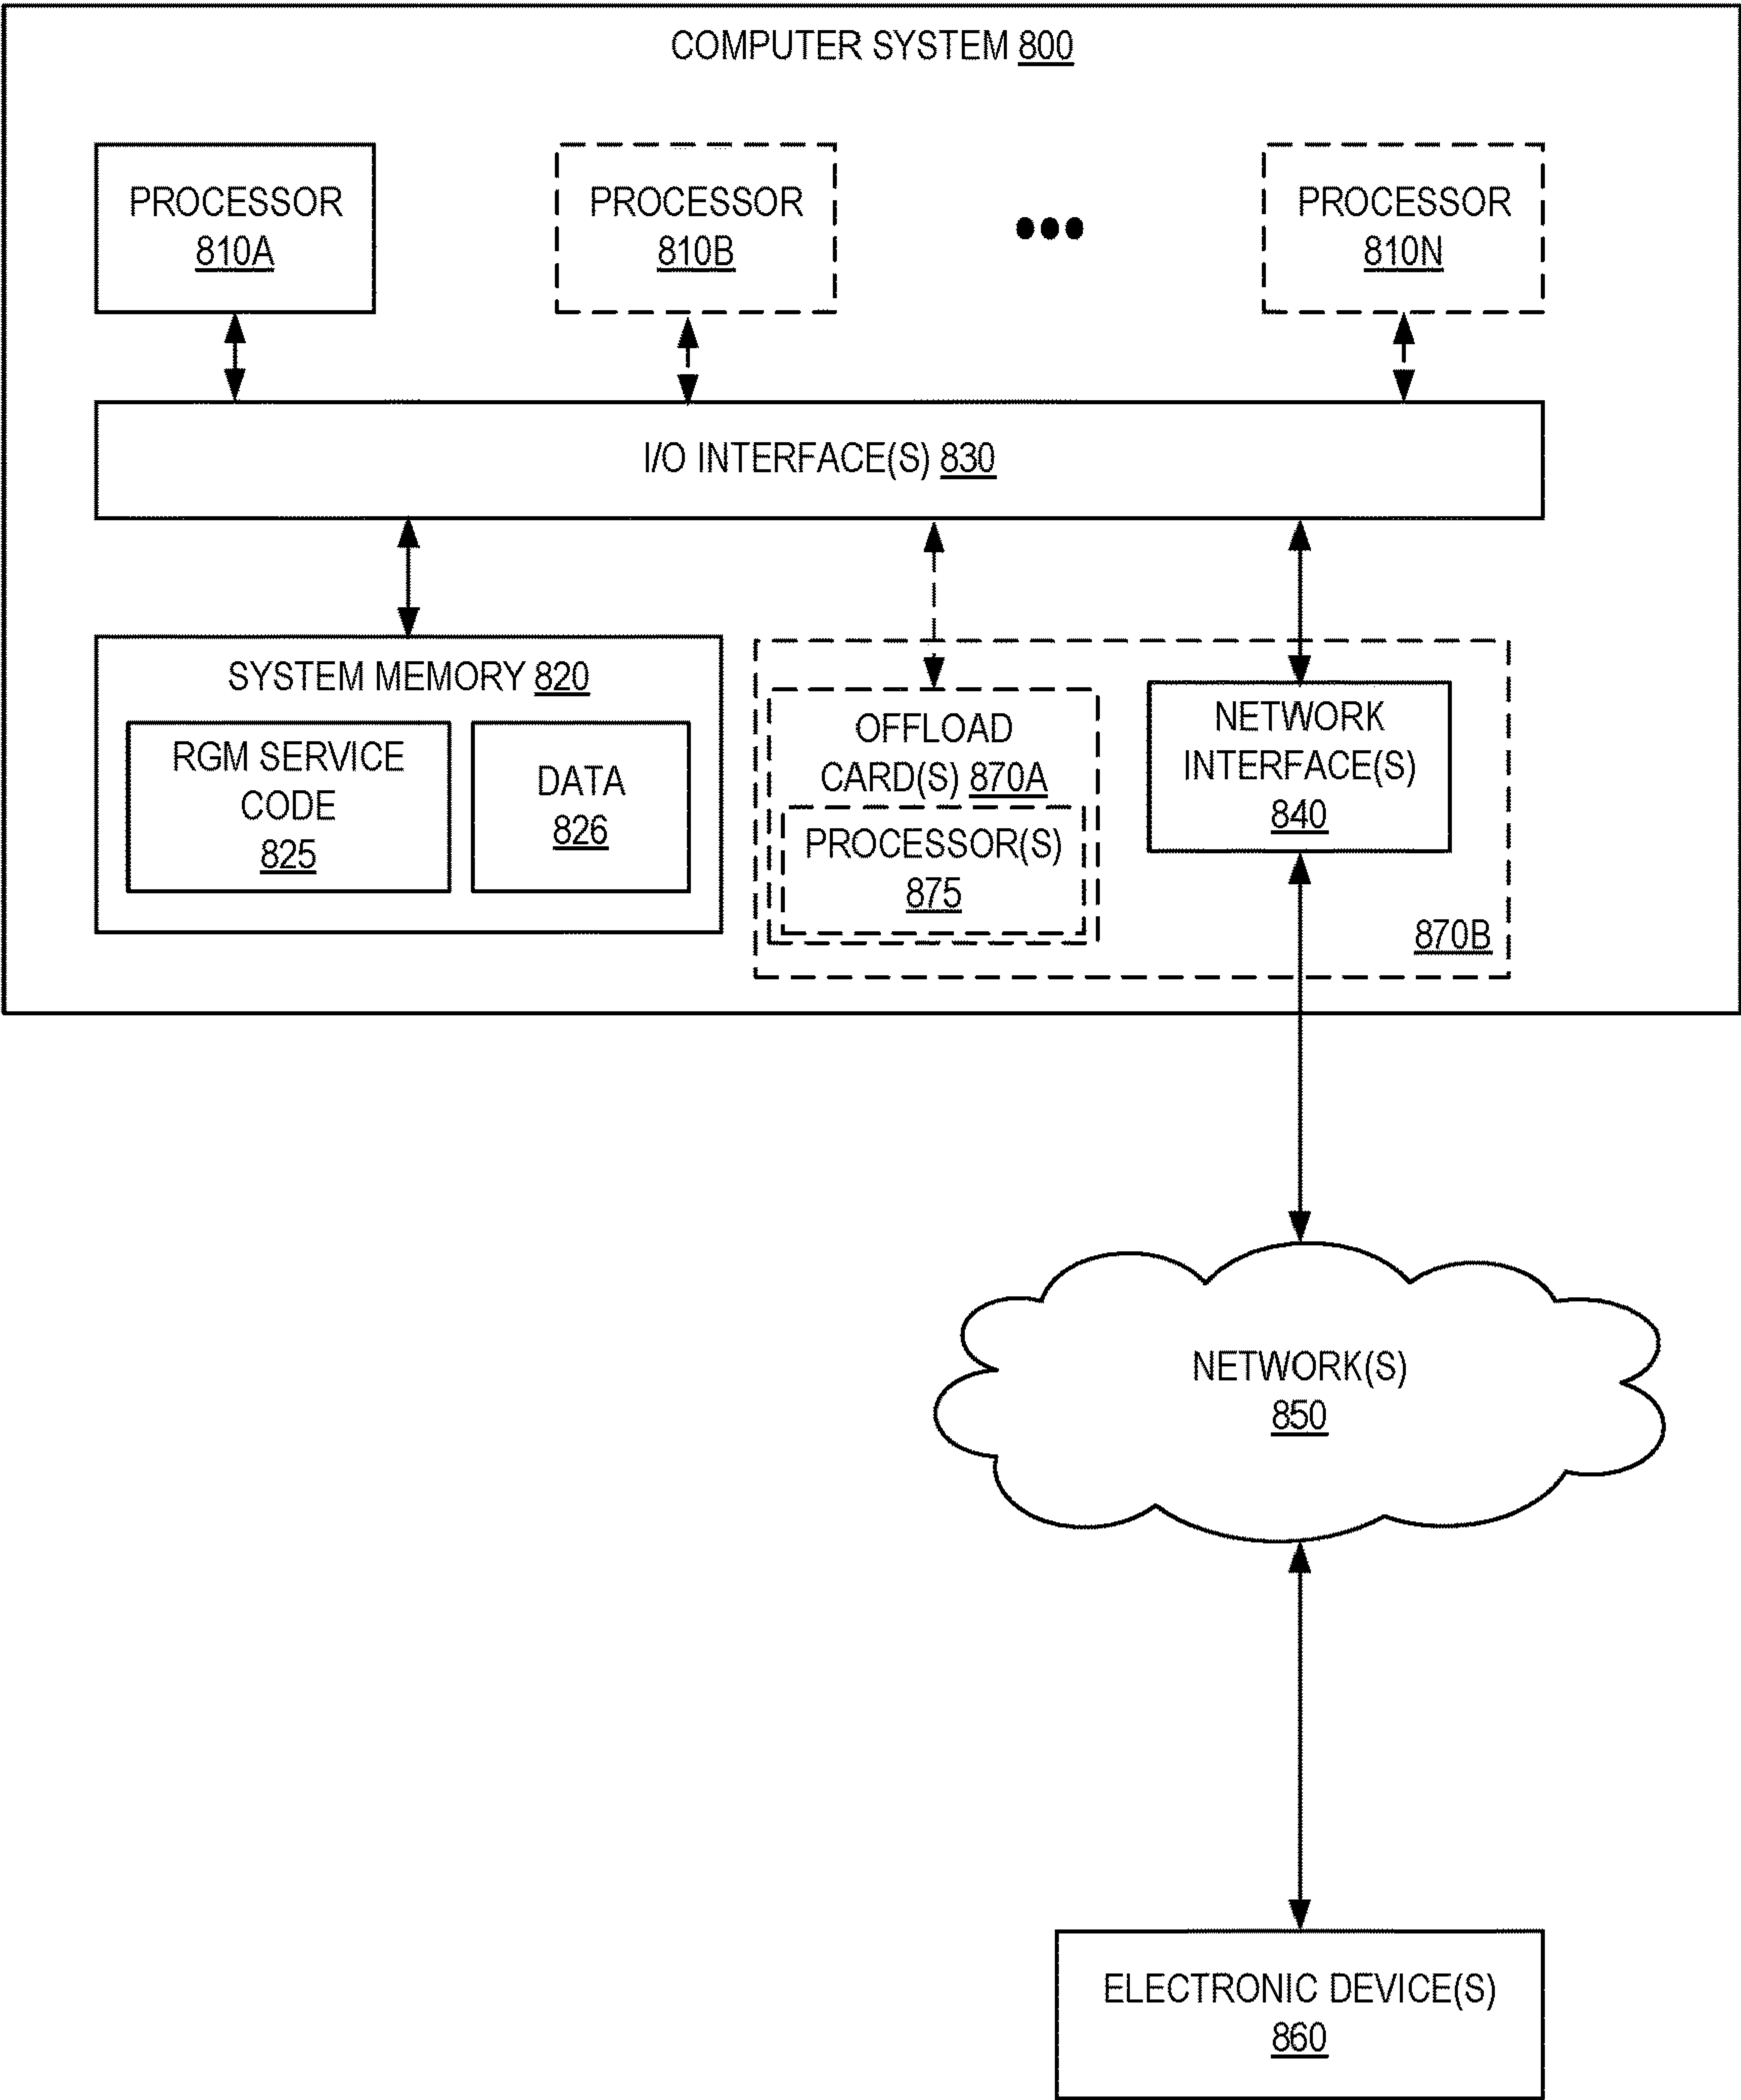 COMPUTER SYSTEM 800
PROCESSOR
810A
PROCESSOR
810B
PROCESSOR
810N
I/O INTERFACE(S) 830
SYSTEM MEMORY 820
RGM SERVICE
CODE
825
DATA
826
OFFLOAD
CARD(S) 870A
PROCESSOR(S)
875
NETWORK
INTERFACE(S)
840
870B
NETWORK(S)
850
ELECTRONIC DEVICE(S)
860